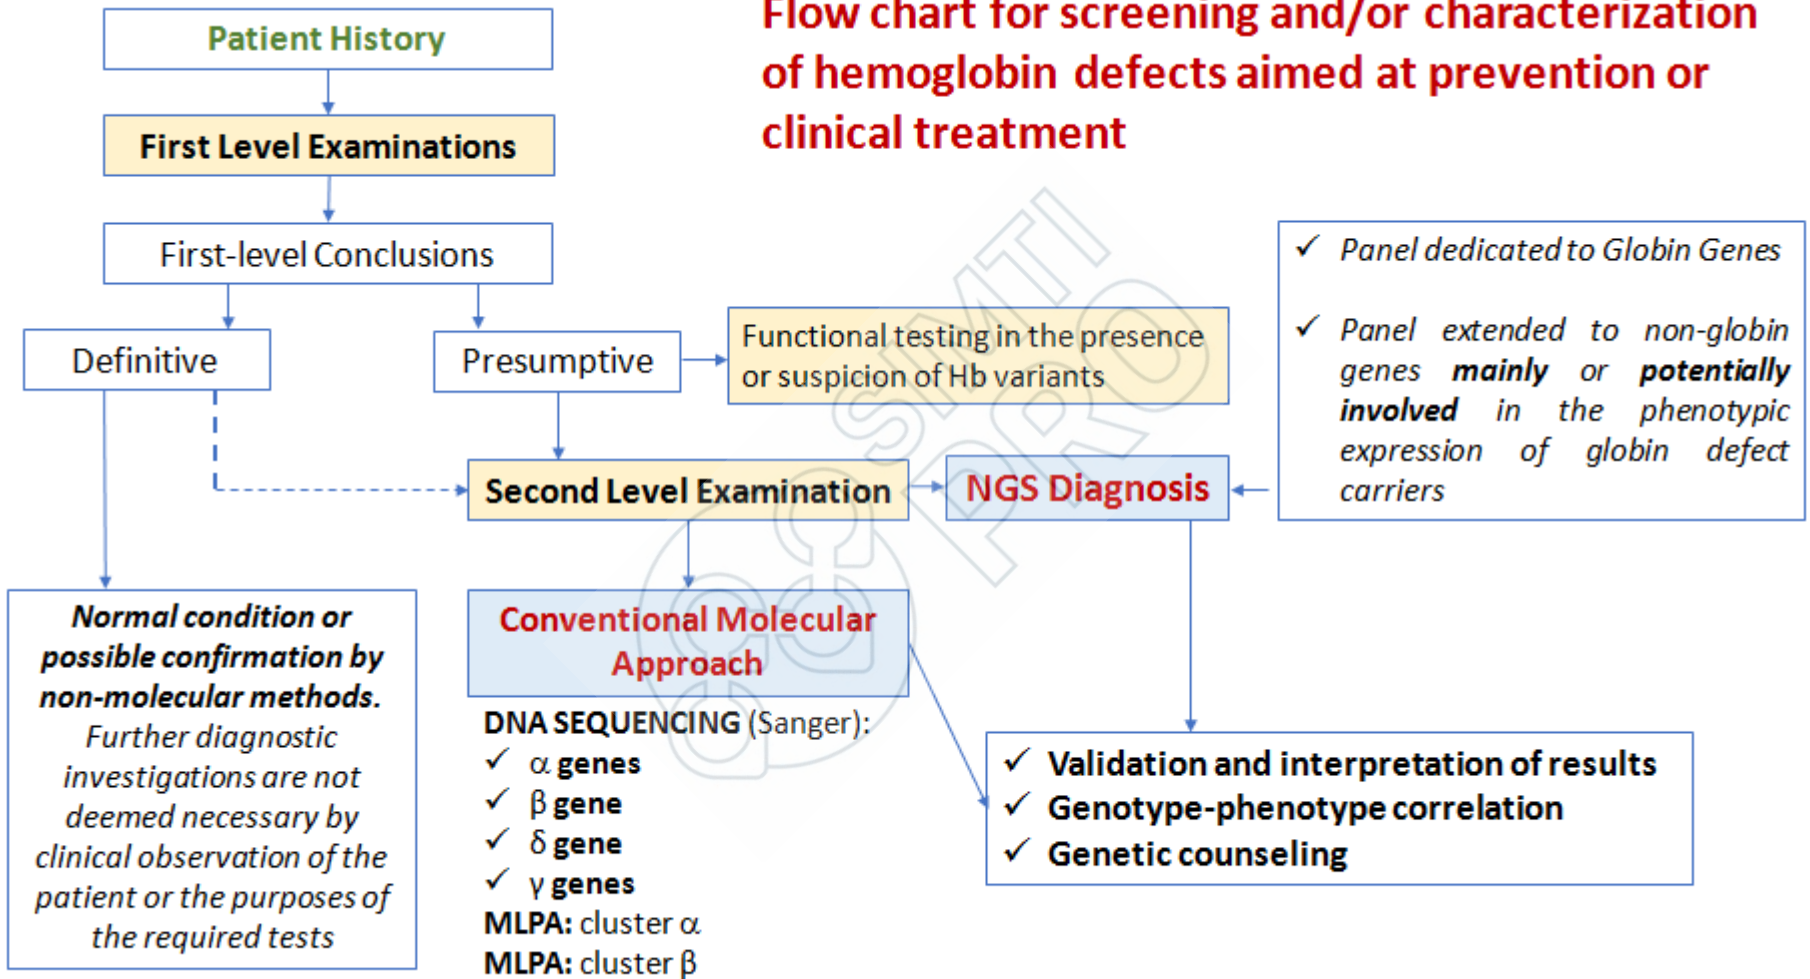 Flow chart for screening and/or characterization
of hemoglobin defects aimed at prevention or
clinical treatment
Patient History
First Level Examinations
First-level Conclusions
Definitive
Presumptive
Functional testing in the presence
or suspicion of Hb variants
✓ Panel dedicated to Globin Genes
✓ Panel extended to non-globin
genes mainly or potentially
involved in the phenotypic
expression of globin defect
carriers
Second Level Examination
NGS Diagnosis
Normal condition or
possible confirmation by
non-molecular methods.
Further diagnostic
investigations are not
deemed necessary by
clinical observation of the
patient or the purposes of
the required tests
Conventional Molecular
Approach
DNA SEQUENCING (Sanger):
✓ α genes
✓ β gene
✓ δ gene
✓ γ genes
MLPA: cluster α
MLPA: cluster β
✓ Validation and interpretation of results
✓ Genotype-phenotype correlation
✓ Genetic counseling
SIMTI
PRO